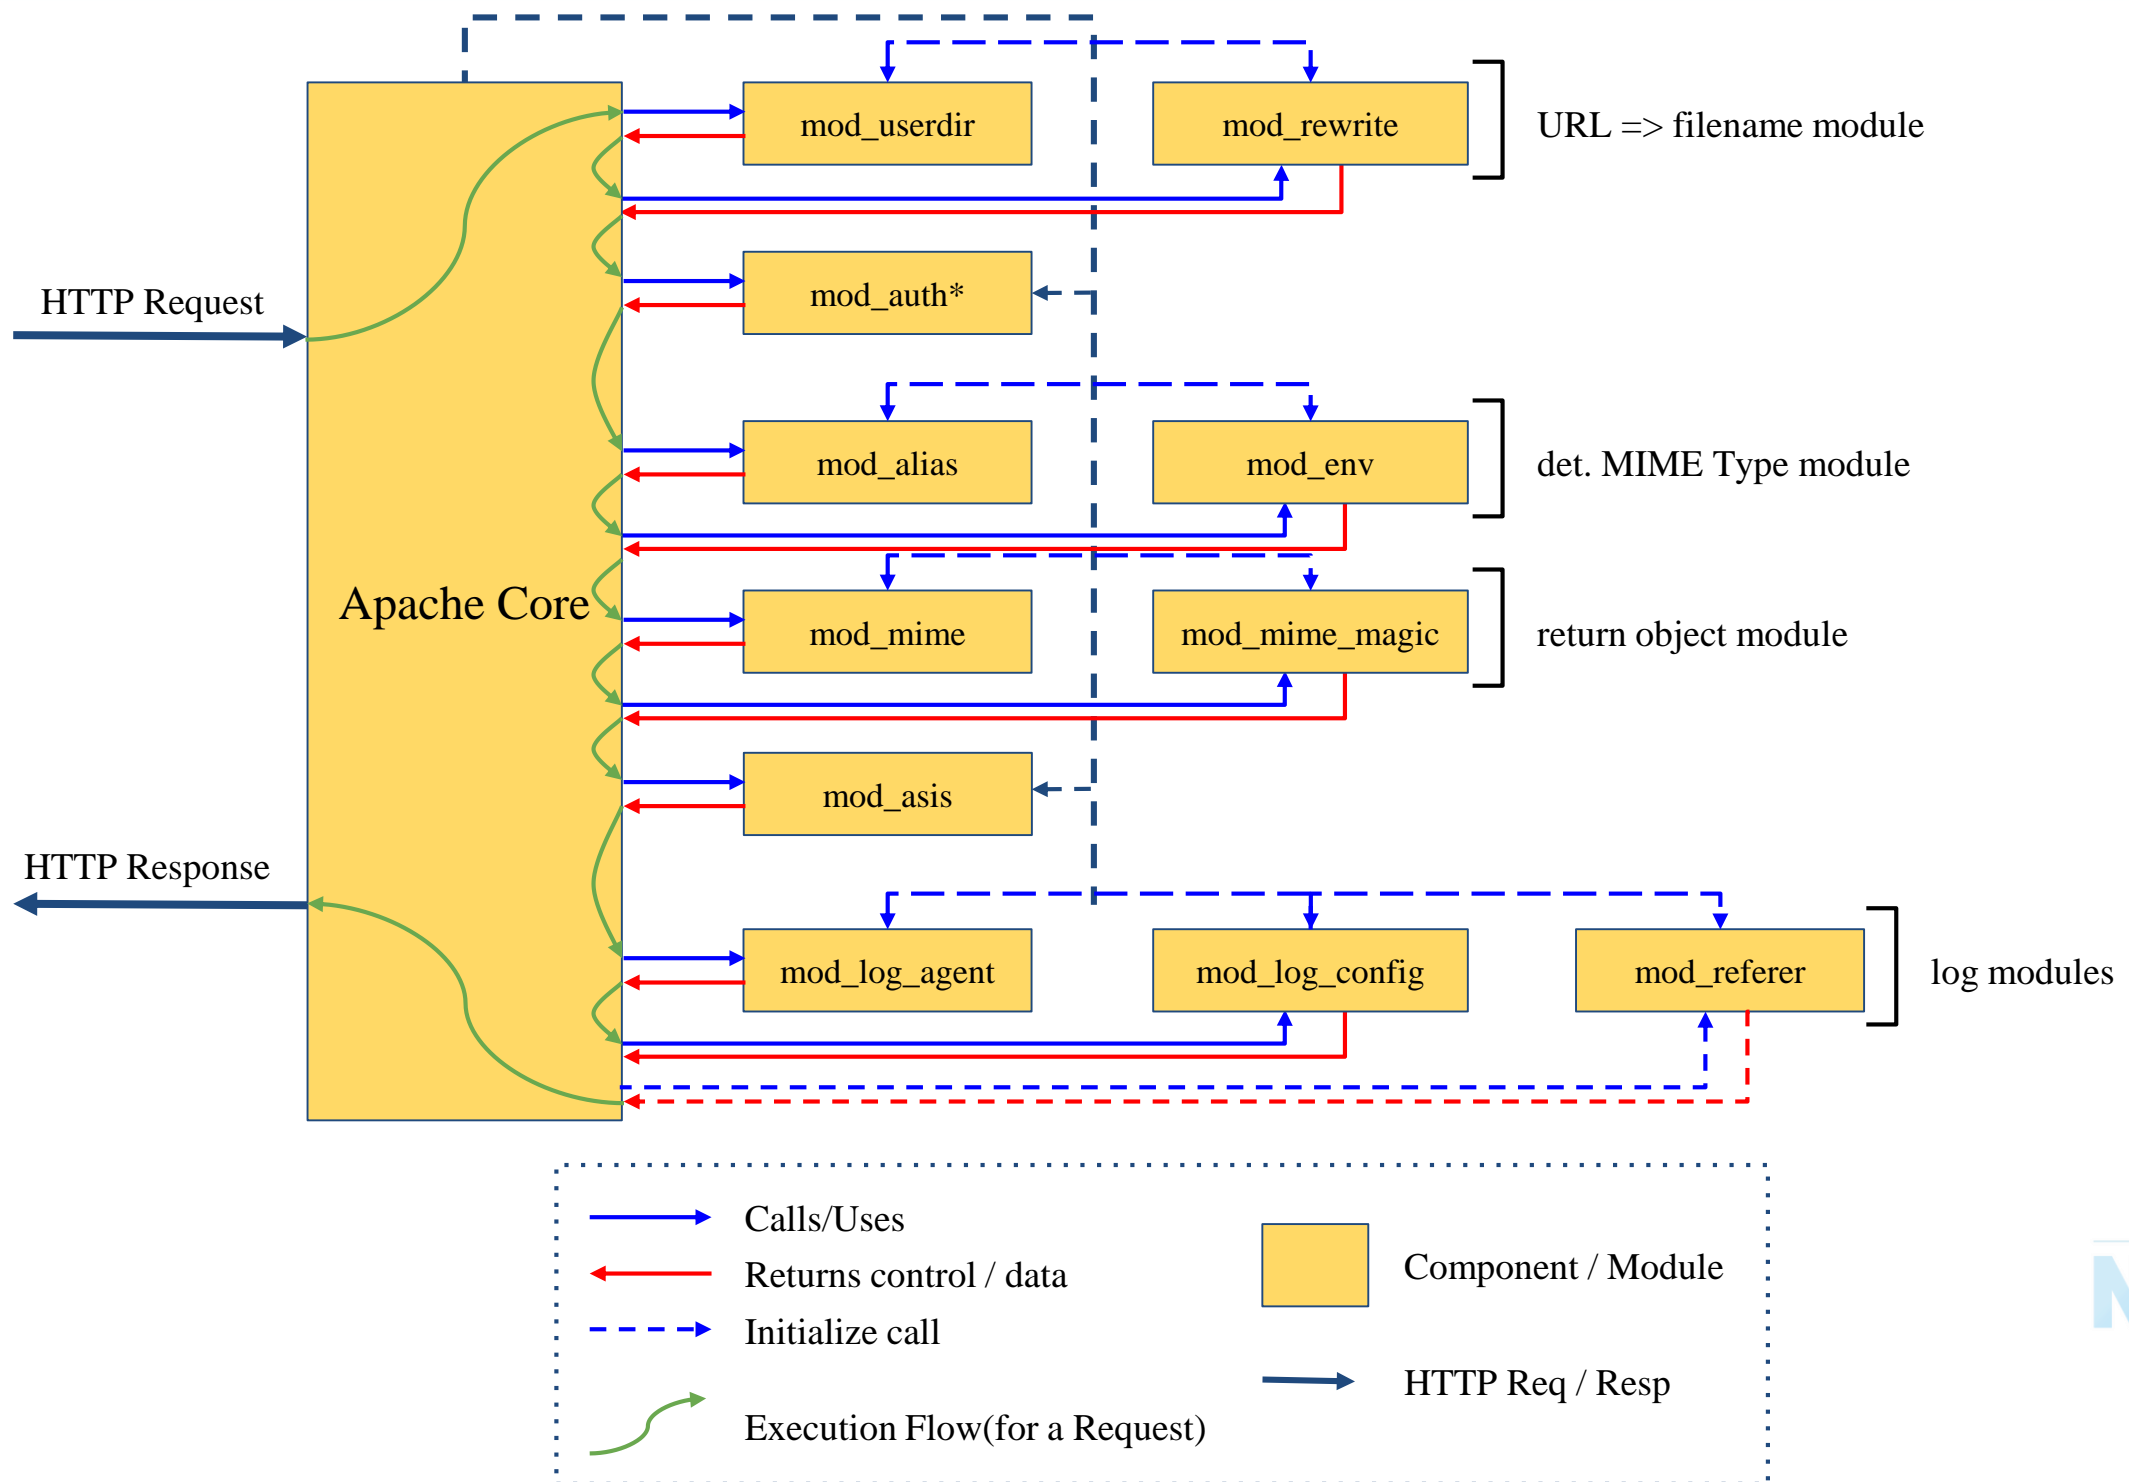 mod_userdir
mod_rewrite
URL => filename module
HTTP Request
mod_auth*
mod_alias
mod_env
det. MIME Type module
Apache Core
mod_mime
mod_mime_magic
return object module
mod_asis
HTTP Response
mod_log_agent
mod_log_config
mod_referer
log modules
Calls/Uses
Returns control / data
Initialize call
Execution Flow(for a Request)
Component / Module
HTTP Req / Resp